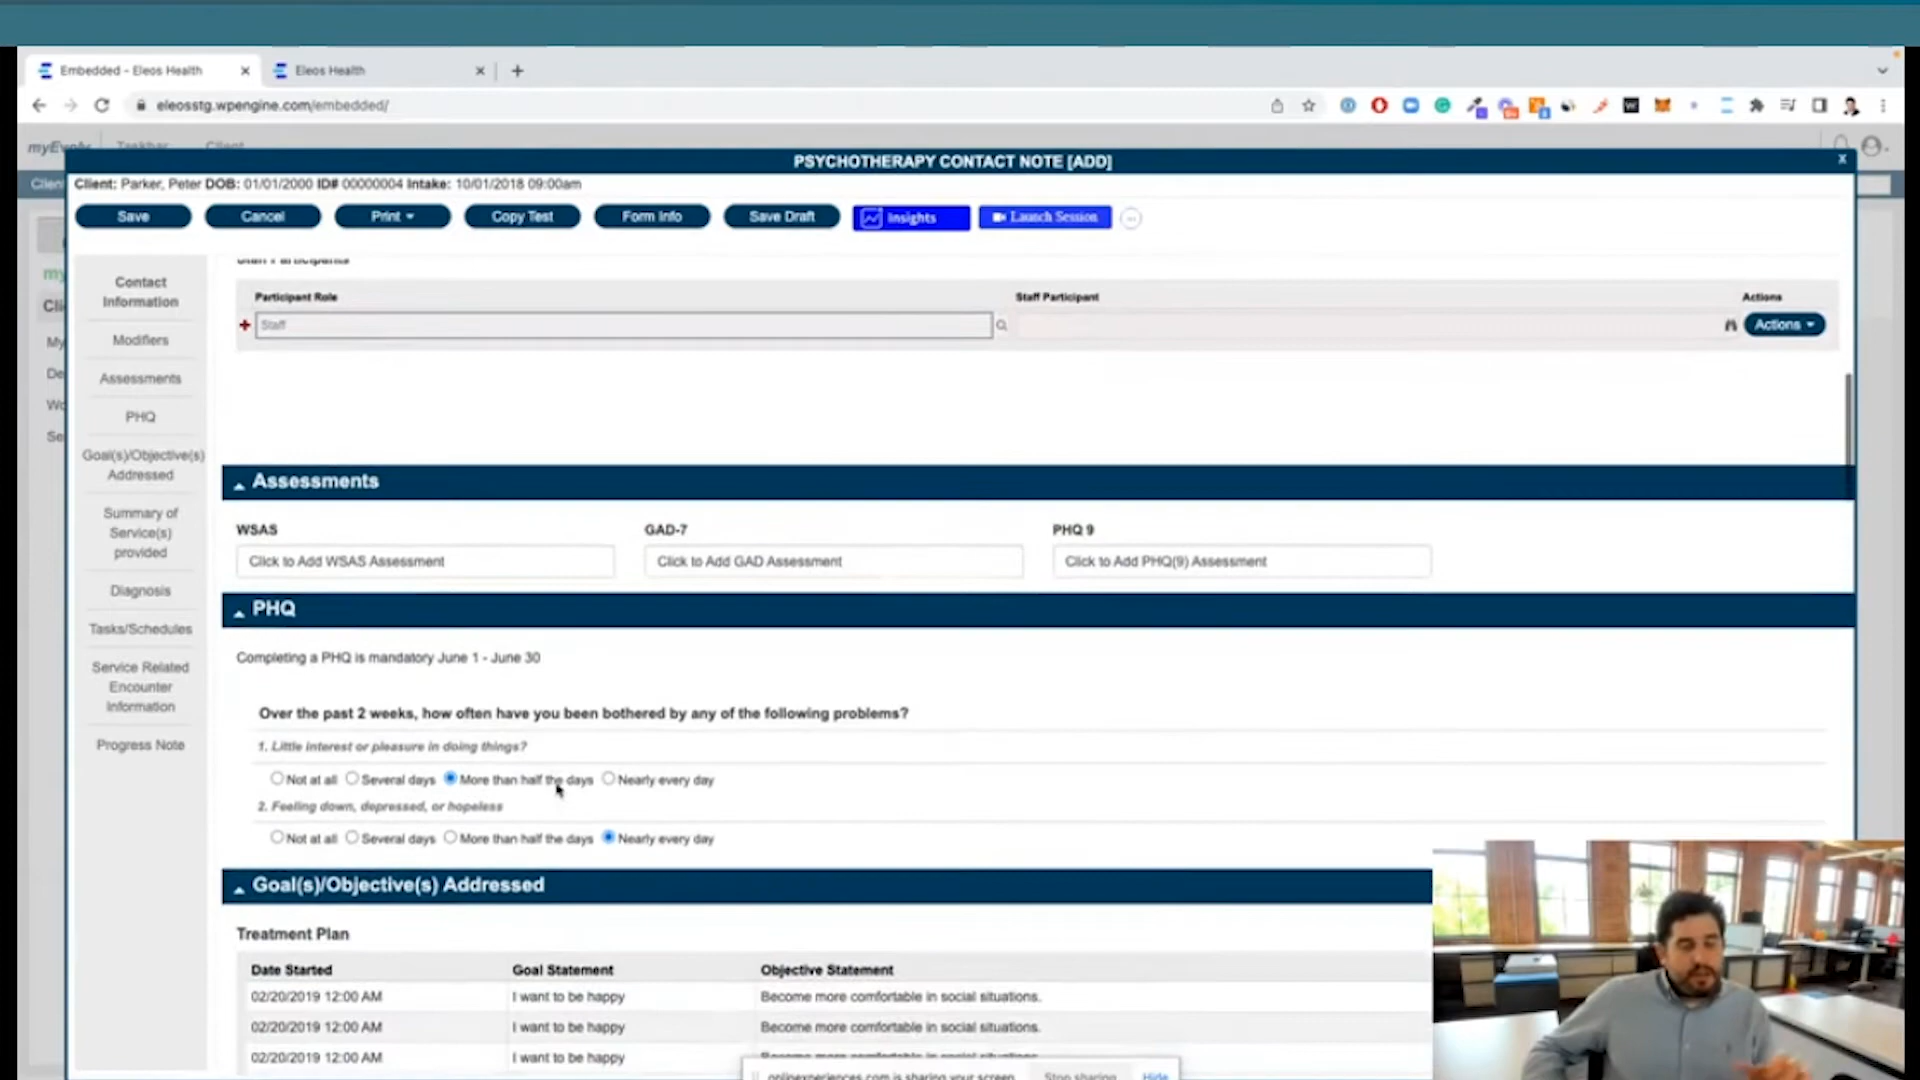 Embedded - Eleos Health
Eleos Health
eleosstg.wpengine.com/embedded/
Taskbar Client
PSYCHOTHERAPY CONTACT NOTE [ADD] x
Client: Parker, Peter DOB: 01/01/2000 ID# 00000004 Intake: 10/01/2018 09:00am
Save Cancel Print Copy Test Form Info Save Draft Insights Launch Session
Contact
Information
Modifiers
Assessments
PHQ
Goal(s)/Objective(s)
Addressed
Summary of
Service(s)
provided
Diagnosis
Tasks/Schedules
Service Related
Encounter
Information
Progress Note
Participant Role Staff Participant Actions
Staff Actions
Assessments
WSAS GAD-7 PHQ 9
Click to Add WSAS Assessment Click to Add GAD Assessment Click to Add PHQ(9) Assessment
PHQ
Completing a PHQ is mandatory June 1 - June 30
Over the past 2 weeks, how often have you been bothered by any of the following problems?
1. Little interest or pleasure in doing things?
Not at all Several days More than half the days Nearly every day
2. Feeling down, depressed, or hopeless
Not at all Several days More than half the days Nearly every day
Goal(s)/Objective(s) Addressed
Treatment Plan
Date Started Goal Statement Objective Statement
02/20/2019 12:00 AM I want to be happy Become more comfortable in social situations.
02/20/2019 12:00 AM I want to be happy Become more comfortable in social situations.
02/20/2019 12:00 AM I want to be happy Become more comfortable in social situations.
onlinexperiences.com is sharing your screen Stop sharing Hide